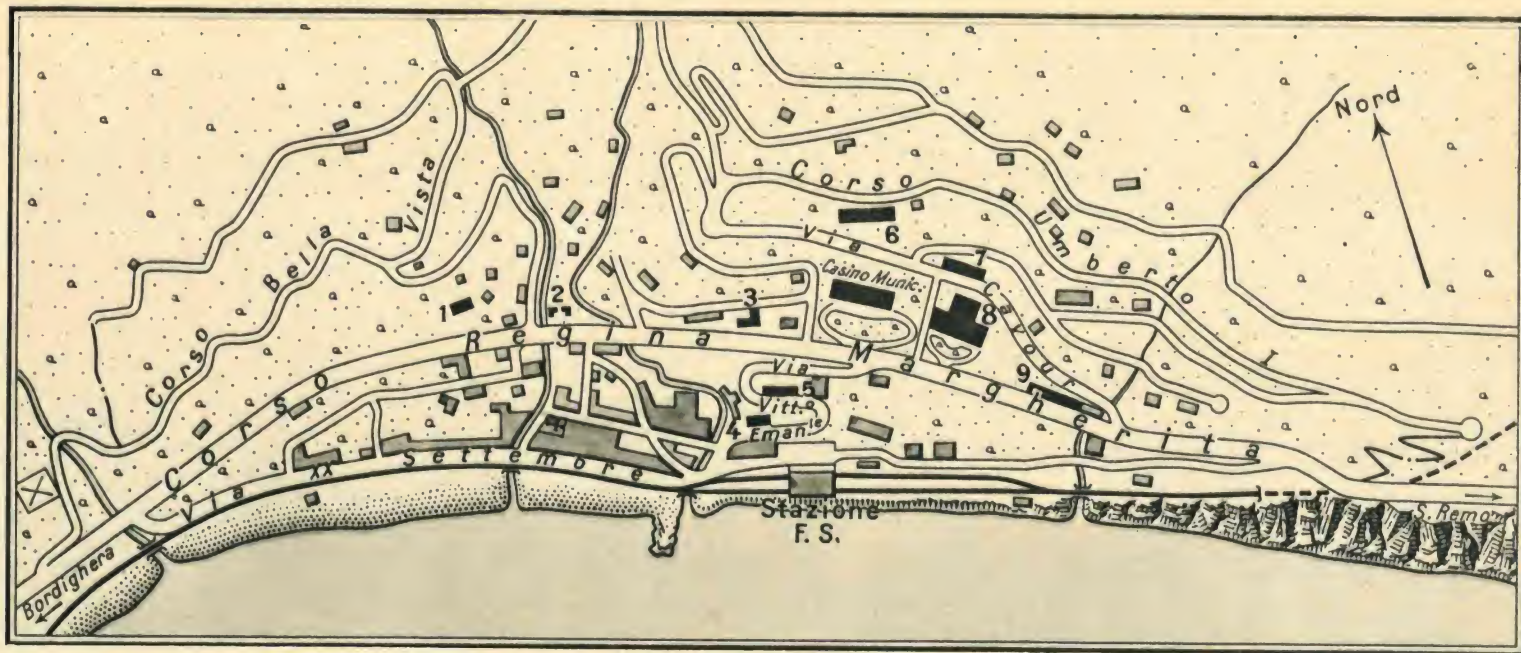 Nord
Corso
Umberto I
Corso Bela Vista
6
Via Cavour
7
Casino Munic.
8
1
2
3
Corso Regina Margherita
Via
5
Vitt.o
4
Eman.le
9
Via XX Settembre
Stazione
F. S.
S. Remo
Bordighera